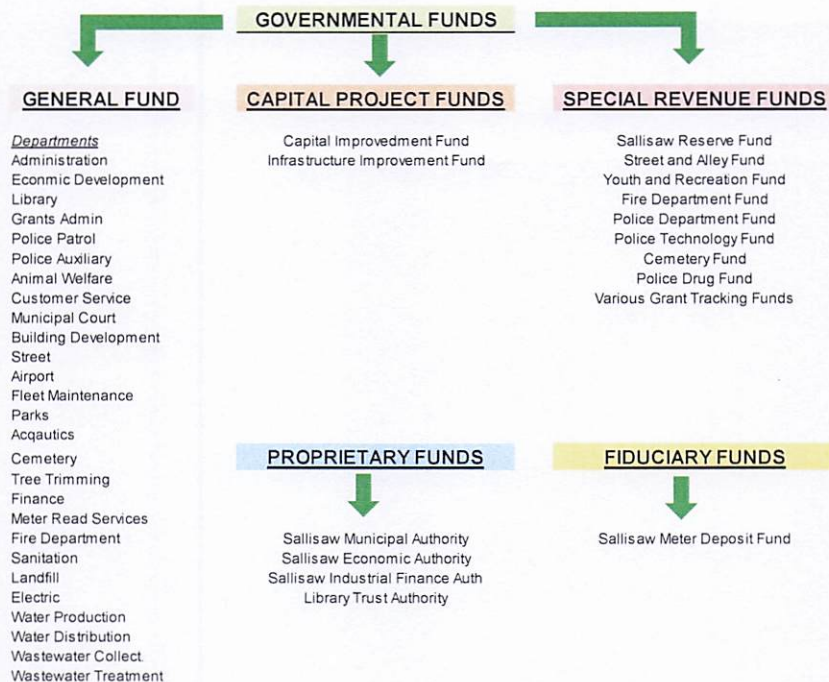 GOVERNMENTAL FUNDS
GENERAL FUND
Departments
Administration
Econmic Development
Library
Grants Admin
Police Patrol
Police Auxiliary
Animal Welfare
Customer Service
Municipal Court
Building Development
Street
Airport
Fleet Maintenance
Parks
Acqautics
Cemetery
Tree Trimming
Finance
Meter Read Services
Fire Department
Sanitation
Landfill
Electric
Water Production
Water Distribution
Wastewater Collect.
Wastewater Treatment
CAPITAL PROJECT FUNDS
Capital Improvedment Fund
Infrastructure Improvement Fund
SPECIAL REVENUE FUNDS
Sallisaw Reserve Fund
Street and Alley Fund
Youth and Recreation Fund
Fire Department Fund
Police Department Fund
Police Technology Fund
Cemetery Fund
Police Drug Fund
Various Grant Tracking Funds
PROPRIETARY FUNDS
Sallisaw Municipal Authority
Sallisaw Economic Authority
Sallisaw Industrial Finance Auth
Library Trust Authority
FIDUCIARY FUNDS
Sallisaw Meter Deposit Fund